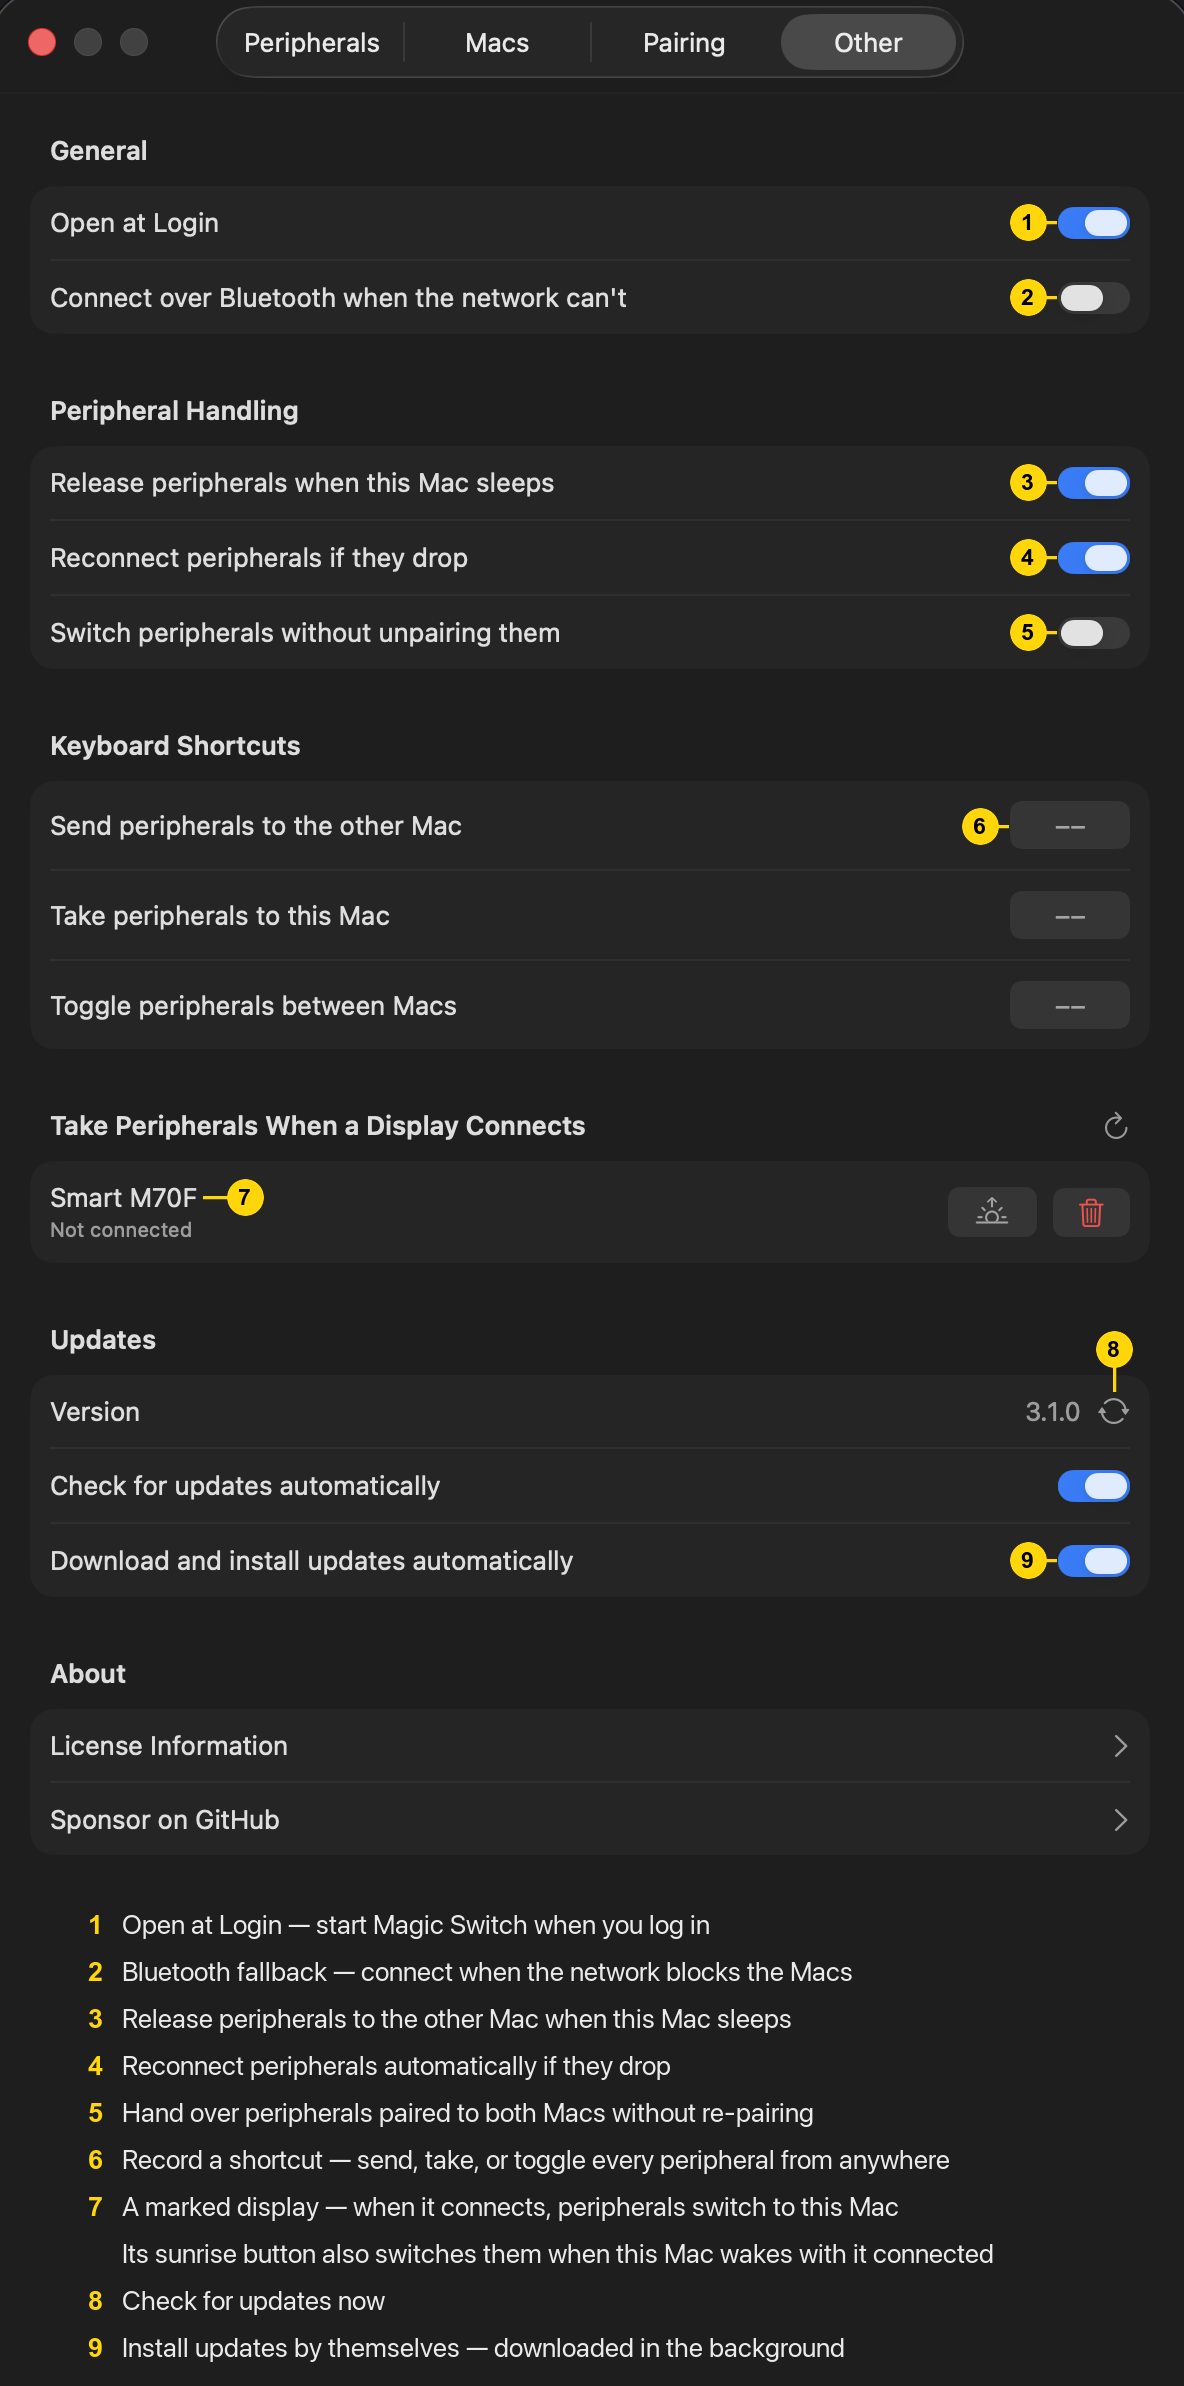 Peripherals
Macs
Pairing
Other
General
Open at Login
1
Connect over Bluetooth when the network can't
2
Peripheral Handling
Release peripherals when this Mac sleeps
3
Reconnect peripherals if they drop
4
Switch peripherals without unpairing them
5
Keyboard Shortcuts
Send peripherals to the other Mac
6
––
Take peripherals to this Mac
––
Toggle peripherals between Macs
––
Take Peripherals When a Display Connects
Smart M70F
7
Not connected
Updates
8
Version
3.1.0
Check for updates automatically
Download and install updates automatically
9
About
License Information
Sponsor on GitHub
1 Open at Login — start Magic Switch when you log in
2 Bluetooth fallback — connect when the network blocks the Macs
3 Release peripherals to the other Mac when this Mac sleeps
4 Reconnect peripherals automatically if they drop
5 Hand over peripherals paired to both Macs without re-pairing
6 Record a shortcut — send, take, or toggle every peripheral from anywhere
7 A marked display — when it connects, peripherals switch to this Mac
Its sunrise button also switches them when this Mac wakes with it connected
8 Check for updates now
9 Install updates by themselves — downloaded in the background